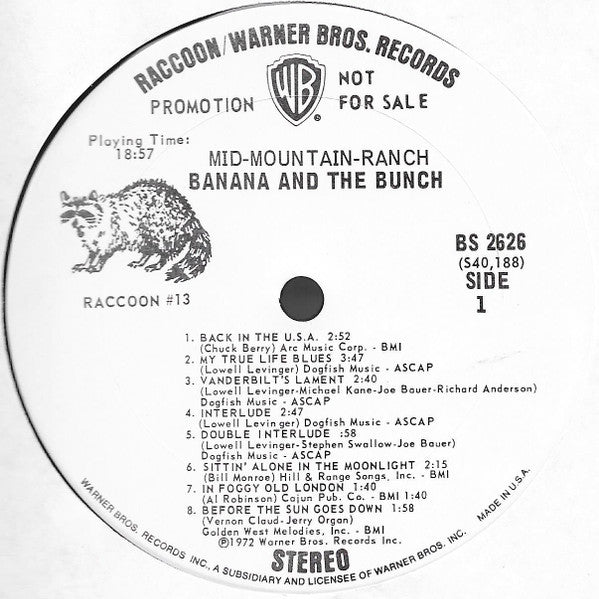 RACCOON/WARNER BROS. RECORDS
WB
®
PROMOTION NOT FOR SALE
Playing Time:
18:57
MID-MOUNTAIN-RANCH
BANANA AND THE BUNCH
RACCOON #13
BS 2626
(S40,188)
SIDE
1
1. BACK IN THE U.S.A. 2:52
(Chuck Berry) Arc Music Corp. - BMI
2. MY TRUE LIFE BLUES 3:47
(Lowell Levinger) Dogfish Music - ASCAP
3. VANDERBILT'S LAMENT 2:40
(Lowell Levinger-Michael Kane-Joe Bauer-Richard Anderson)
Dogfish Music - ASCAP
4. INTERLUDE 2:47
(Lowell Levinger) Dogfish Music - ASCAP
5. DOUBLE INTERLUDE :58
(Lowell Levinger-Stephen Swallow-Joe Bauer)
Dogfish Music - ASCAP
6. SITTIN' ALONE IN THE MOONLIGHT 2:15
(Bill Monroe) Hill & Range Songs, Inc. - BMI
7. IN FOGGY OLD LONDON 1:40
(Al Robinson) Cajun Pub. Co. - BMI 1:40
8. BEFORE THE SUN GOES DOWN 1:58
(Vernon Claud-Jerry Organ)
Golden West Melodies, Inc. - BMI
℗1972 Warner Bros. Records Inc.
STEREO
WARNER BROS. RECORDS INC., A SUBSIDIARY AND LICENSEE OF WARNER BROS. INC. MADE IN U.S.A.